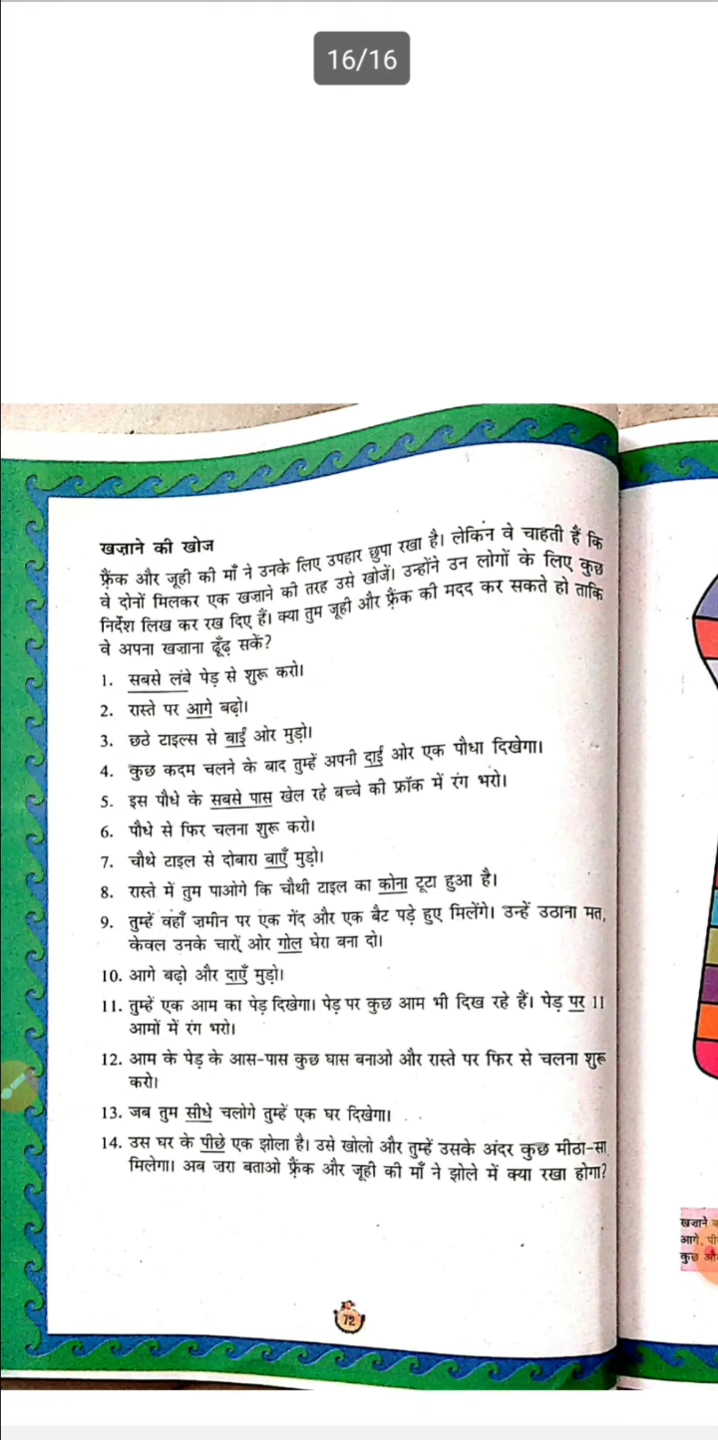 16/16
खज़ाने की खोज
फ़्रैंक और जूही की माँ ने उनके लिए उपहार छुपा रखा है। लेकिन वे चाहती हैं कि
वे दोनों मिलकर एक खज़ाने की तरह उसे खोजें। उन्होंने उन लोगों के लिए कुछ
निर्देश लिख कर रख दिए हैं। क्या तुम जूही और फ़्रैंक की मदद कर सकते हो ताकि
वे अपना खज़ाना ढूँढ़ सकें?
1. सबसे लंबे पेड़ से शुरू करो।
2. रास्ते पर आगे बढ़ो।
3. छठे टाइल्स से बाईं ओर मुड़ो।
4. कुछ कदम चलने के बाद तुम्हें अपनी दाईं ओर एक पौधा दिखेगा।
5. इस पौधे के सबसे पास खेल रहे बच्चे की फ्रॉक में रंग भरो।
6. पौधे से फिर चलना शुरू करो।
7. चौथे टाइल से दोबारा बाएँ मुड़ो।
8. रास्ते में तुम पाओगे कि चौथी टाइल का कोना टूटा हुआ है।
9. तुम्हें वहाँ ज़मीन पर एक गेंद और एक बैट पड़े हुए मिलेंगे। उन्हें उठाना मत,
केवल उनके चारों ओर गोल घेरा बना दो।
10. आगे बढ़ो और दाएँ मुड़ो।
11. तुम्हें एक आम का पेड़ दिखेगा। पेड़ पर कुछ आम भी दिख रहे हैं। पेड़ पर 11
आमों में रंग भरो।
12. आम के पेड़ के आस-पास कुछ घास बनाओ और रास्ते पर फिर से चलना शुरू
करो।
13. जब तुम सीधे चलोगे तुम्हें एक घर दिखेगा।
14. उस घर के पीछे एक झोला है। उसे खोलो और तुम्हें उसके अंदर कुछ मीठा-सा
मिलेगा। अब जरा बताओ फ़्रैंक और जूही की माँ ने झोले में क्या रखा होगा?
72
खज़ाने
आगे,
कुछ